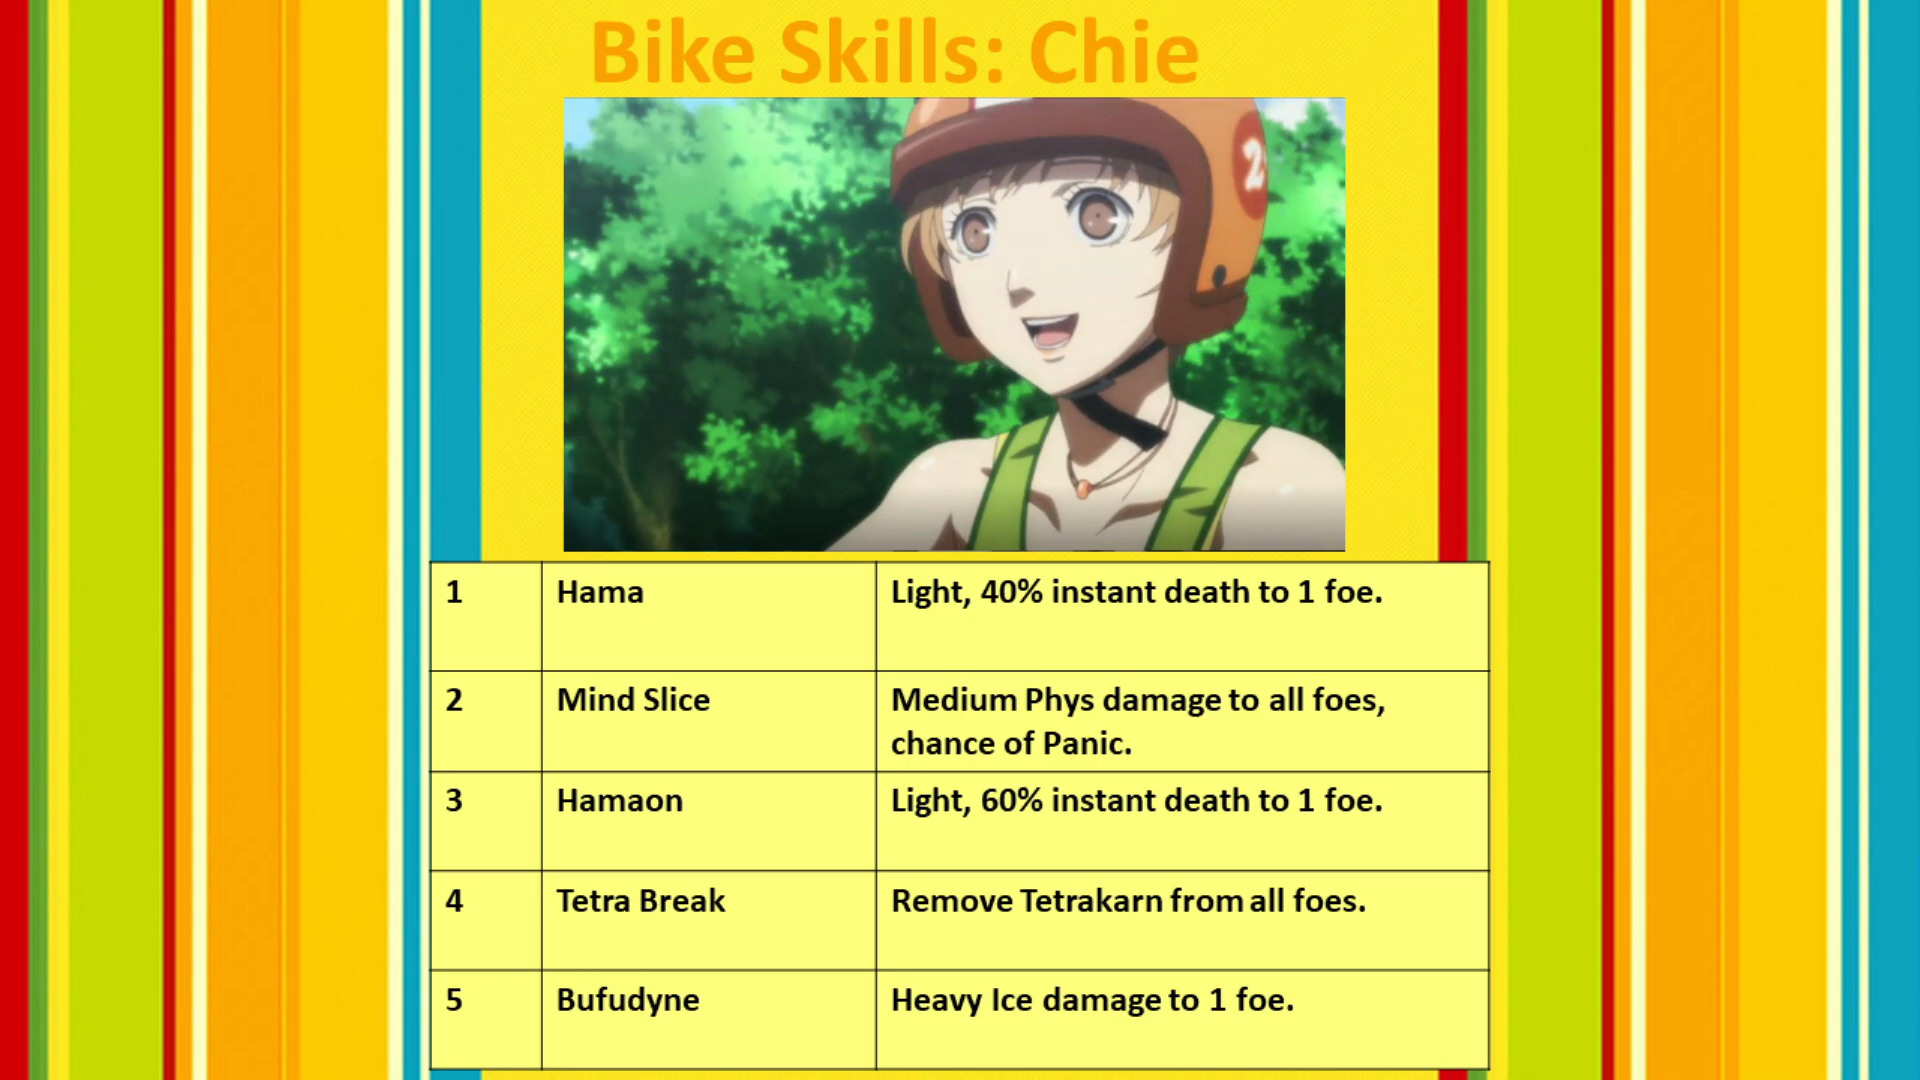 Bike Skills: Chie
2
1 Hama Light, 40% instant death to 1 foe.
2 Mind Slice Medium Phys damage to all foes,
chance of Panic.
3 Hamaon Light, 60% instant death to 1 foe.
4 Tetra Break Remove Tetrakarn from all foes.
5 Bufudyne Heavy Ice damage to 1 foe.